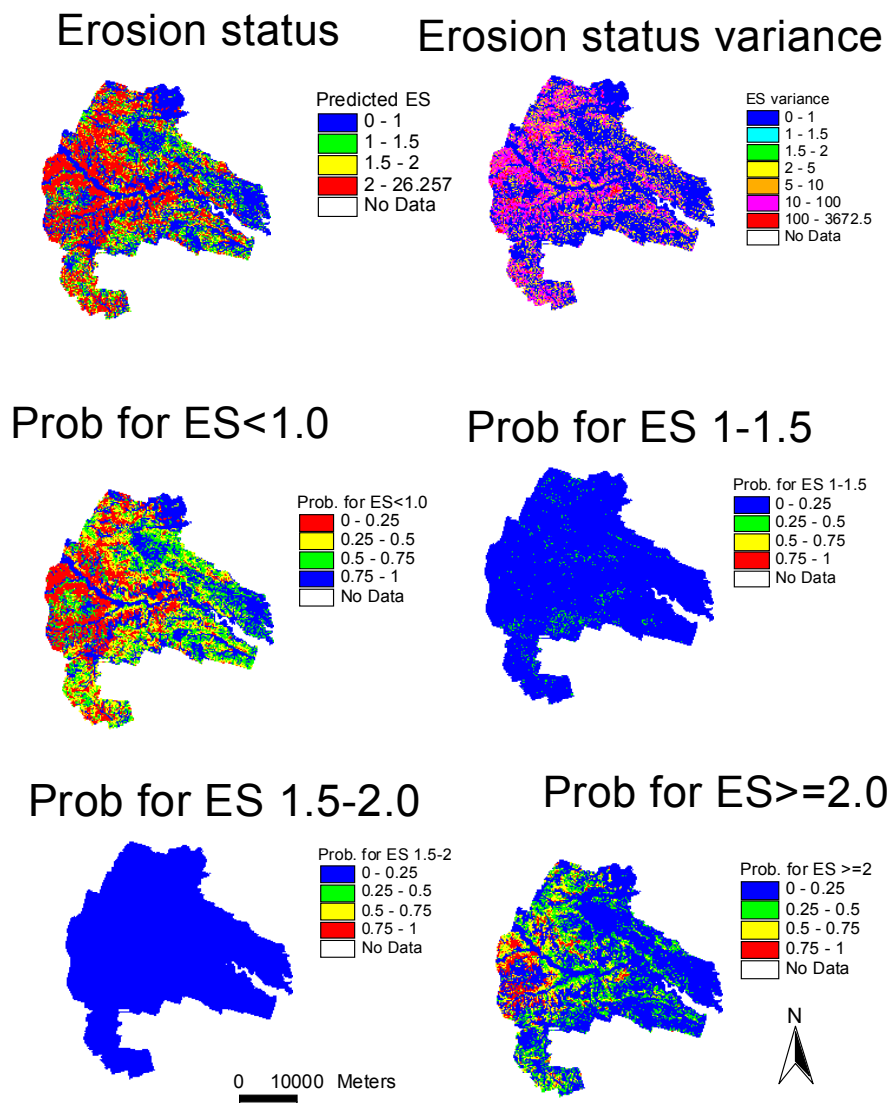 Erosion status
Erosion status variance
Predicted ES
0 - 1
1 - 1.5
1.5 - 2
2 - 26.257
No Data
ES variance
0 - 1
1 - 1.5
1.5 - 2
2 - 5
5 - 10
10 - 100
100 - 3672.5
No Data
Prob for ES<1.0
Prob for ES 1-1.5
Prob. for ES<1.0
0 - 0.25
0.25 - 0.5
0.5 - 0.75
0.75 - 1
No Data
Prob. for ES 1-1.5
0 - 0.25
0.25 - 0.5
0.5 - 0.75
0.75 - 1
No Data
Prob for ES 1.5-2.0
Prob for ES>=2.0
Prob. for ES 1.5-2
0 - 0.25
0.25 - 0.5
0.5 - 0.75
0.75 - 1
No Data
Prob. for ES >=2
0 - 0.25
0.25 - 0.5
0.5 - 0.75
0.75 - 1
No Data
N
0 10000 Meters